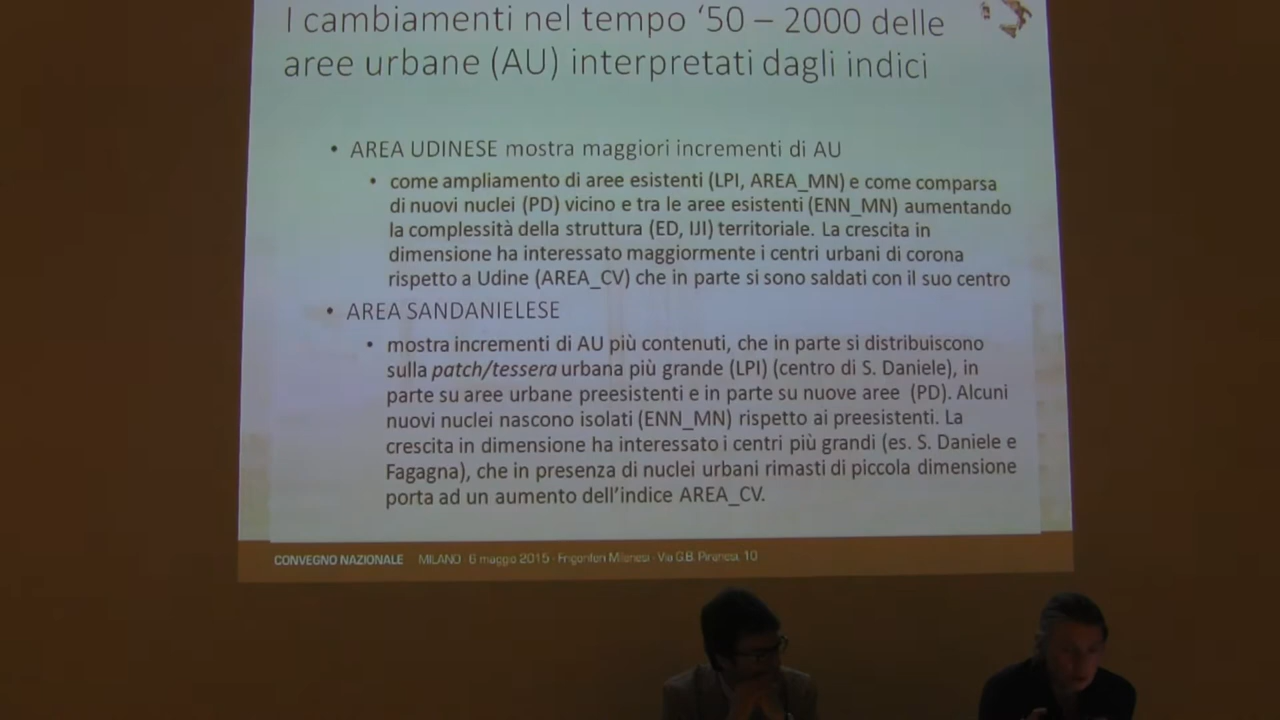 I cambiamenti nel tempo ‘50 – 2000 delle
aree urbane (AU) interpretati dagli indici
• AREA UDINESE mostra maggiori incrementi di AU
• come ampliamento di aree esistenti (LPI, AREA_MN) e come comparsa
di nuovi nuclei (PD) vicino e tra le aree esistenti (ENN_MN) aumentando
la complessità della struttura (ED, IJI) territoriale. La crescita in
dimensione ha interessato maggiormente i centri urbani di corona
rispetto a Udine (AREA_CV) che in parte si sono saldati con il suo centro
• AREA SANDANIELESE
• mostra incrementi di AU più contenuti, che in parte si distribuiscono
sulla patch/tessera urbana più grande (LPI) (centro di S. Daniele), in
parte su aree urbane preesistenti e in parte su nuove aree (PD). Alcuni
nuovi nuclei nascono isolati (ENN_MN) rispetto ai preesistenti. La
crescita in dimensione ha interessato i centri più grandi (es. S. Daniele e
Fagagna), che in presenza di nuclei urbani rimasti di piccola dimensione
porta ad un aumento dell’indice AREA_CV.
CONVEGNO NAZIONALE MILANO · 6 maggio 2015 · Frigoriferi Milanesi · Via G.B. Piranesi, 10